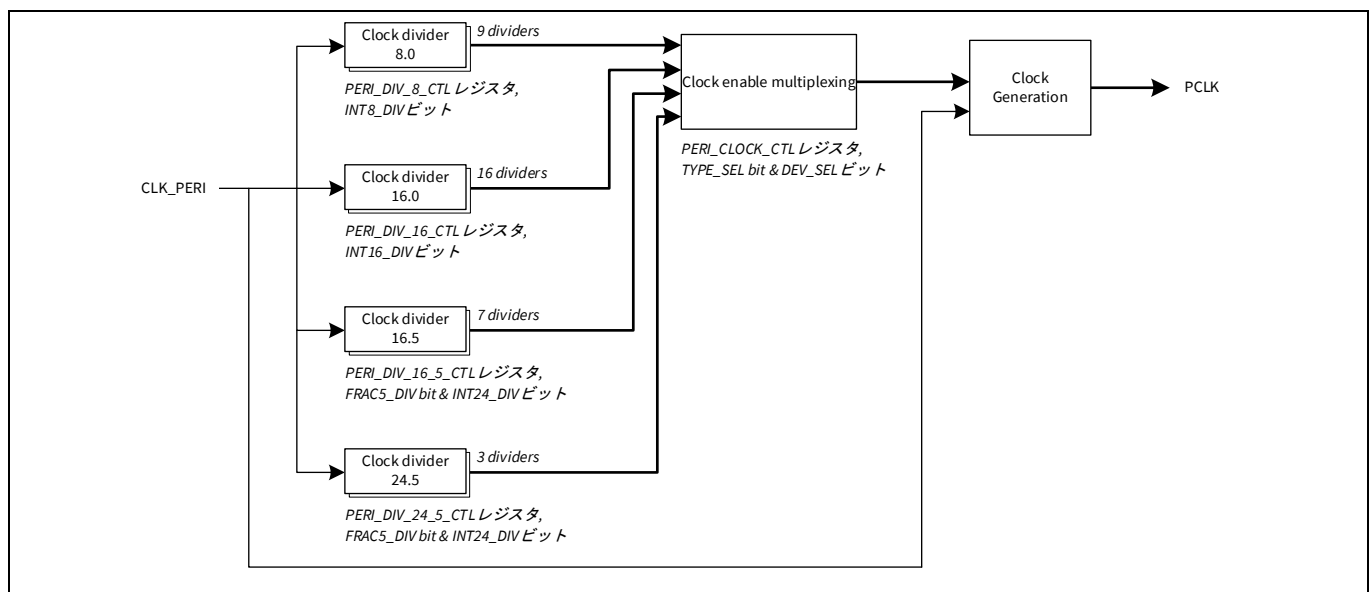 Clock divider
8.0
9 dividers
PERI_DIV_8_CTLレジスタ,
INT8_DIVビット
Clock enable multiplexing
PERI_CLOCK_CTLレジスタ,
TYPE_SEL bit & DEV_SELビット
Clock
Generation
PCLK
CLK_PERI
Clock divider
16.0
16 dividers
PERI_DIV_16_CTLレジスタ,
INT16_DIVビット
Clock divider
16.5
7 dividers
PERI_DIV_16_5_CTLレジスタ,
FRAC5_DIV bit & INT24_DIVビット
Clock divider
24.5
3 dividers
PERI_DIV_24_5_CTLレジスタ,
FRAC5_DIV bit & INT24_DIVビット